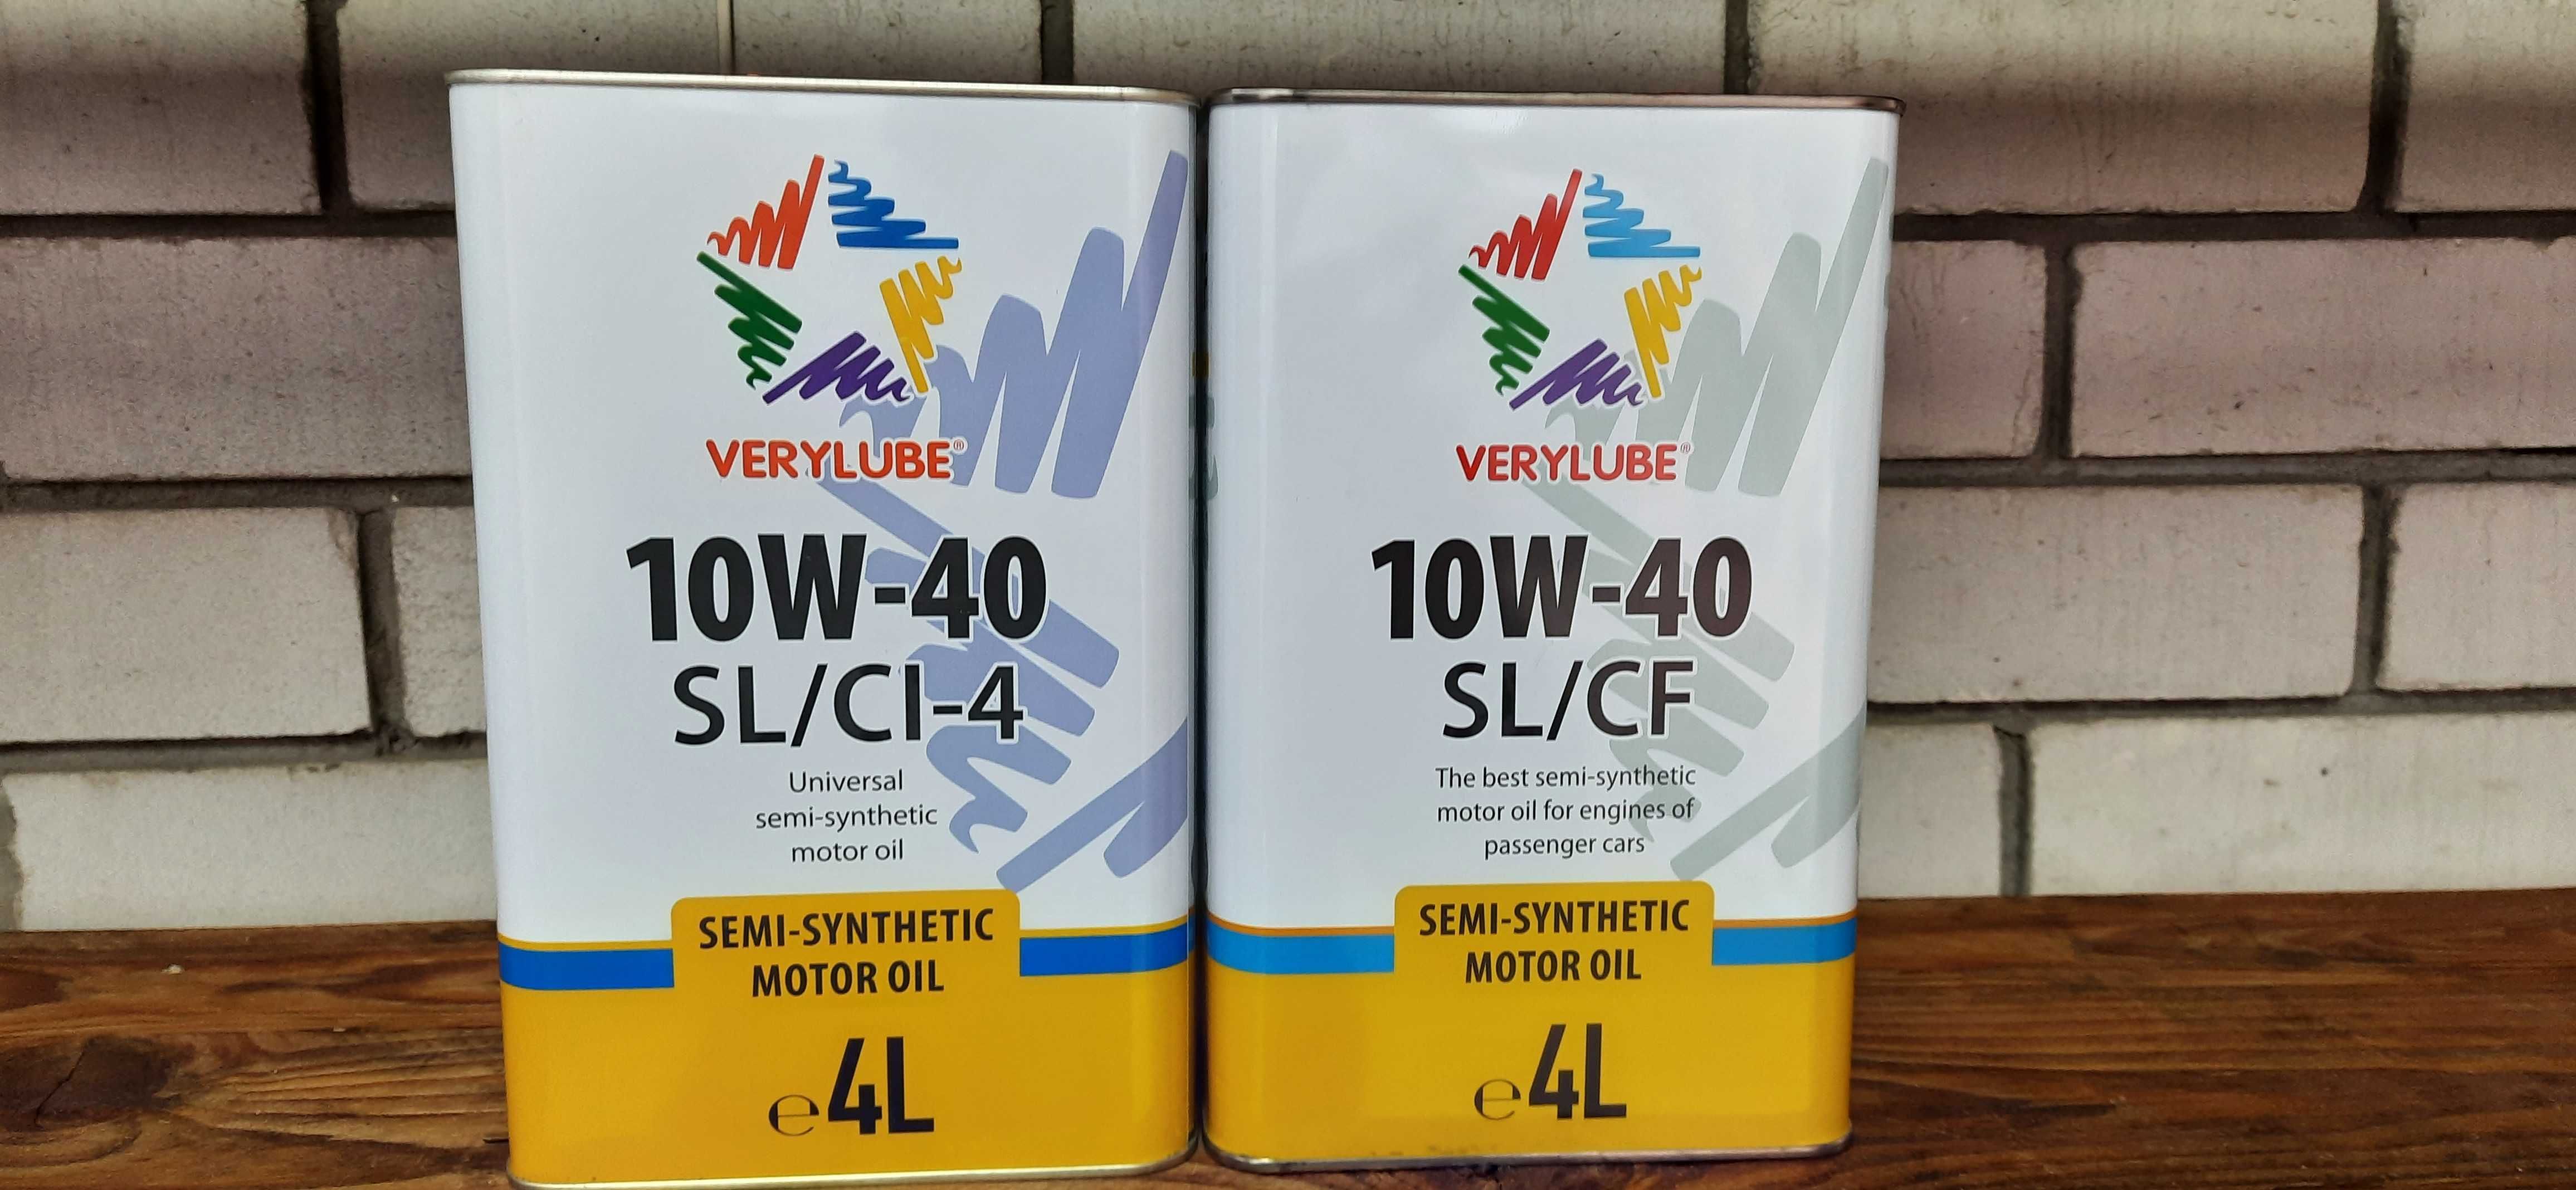 VERYLUBE®
10W-40
SL/CI-4
Universal
semi-synthetic
motor oil
SEMI-SYNTHETIC
MOTOR OIL
℮4L
VERYLUBE®
10W-40
SL/CF
The best semi-synthetic
motor oil for engines of
passenger cars
SEMI-SYNTHETIC
MOTOR OIL
℮4L